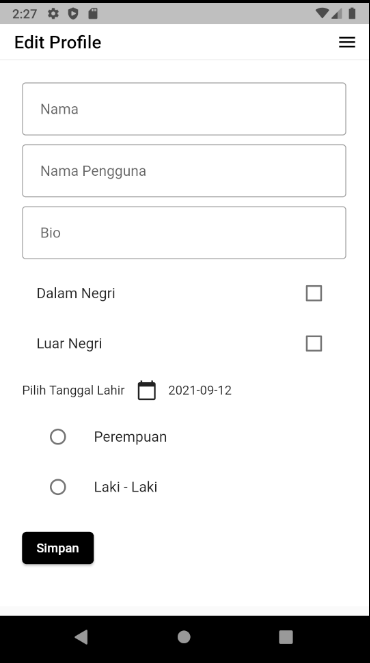 2:27
Edit Profile
Nama
Nama Pengguna
Bio
Dalam Negri
Luar Negri
Pilih Tanggal Lahir 2021-09-12
Perempuan
Laki - Laki
Simpan